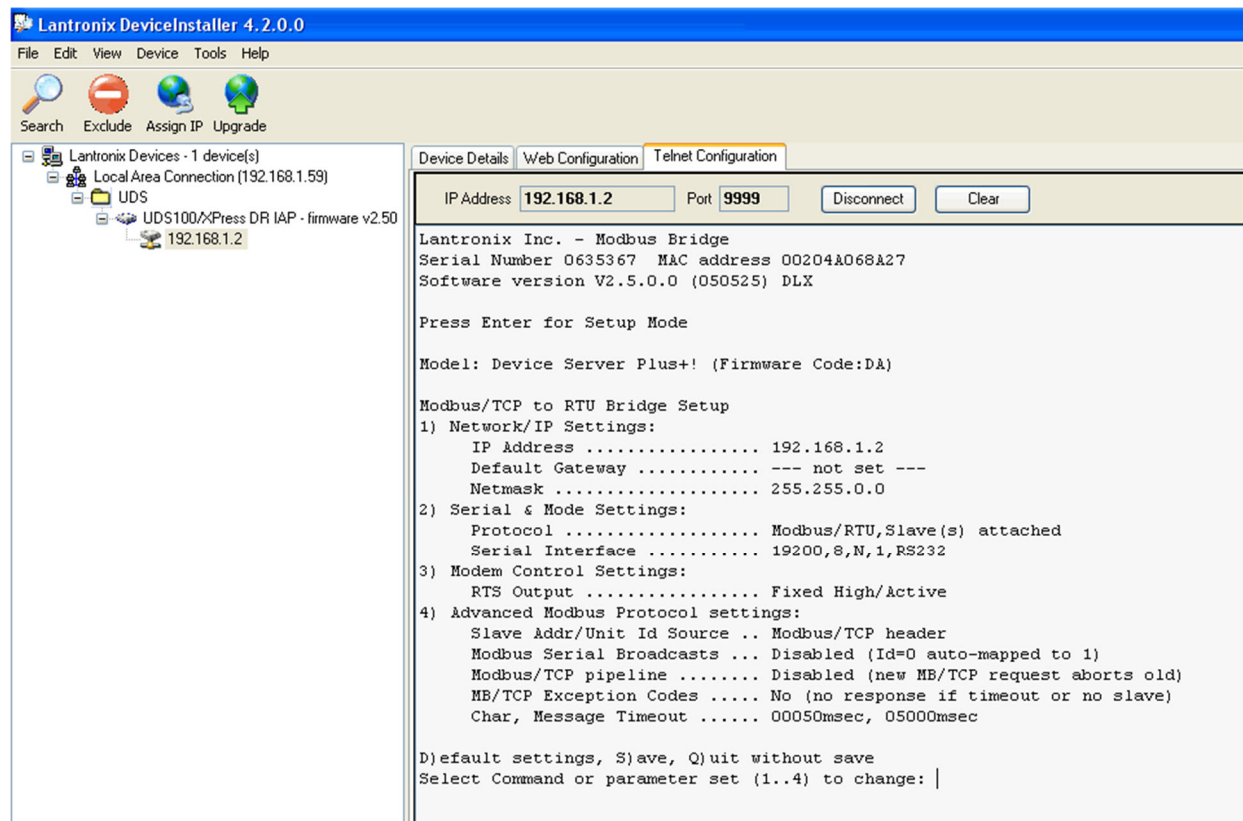 Lantronix DeviceInstaller 4.2.0.0
File Edit View Device Tools Help
Search Exclude Assign IP Upgrade
Lantronix Devices - 1 device(s)
Local Area Connection (192.168.1.59)
UDS
UDS100/XPress DR IAP - firmware v2.50
192.168.1.2
Device Details Web Configuration Telnet Configuration
IP Address 192.168.1.2 Port 9999 Disconnect Clear
Lantronix Inc. - Modbus Bridge
Serial Number 0635367 MAC address 00204A068A27
Software version V2.5.0.0 (050525) DLX
Press Enter for Setup Mode
Model: Device Server Plus+! (Firmware Code:DA)
Modbus/TCP to RTU Bridge Setup
1) Network/IP Settings:
IP Address ................. 192.168.1.2
Default Gateway ............ --- not set ---
Netmask .................... 255.255.0.0
2) Serial & Mode Settings:
Protocol ................... Modbus/RTU,Slave(s) attached
Serial Interface ........... 19200,8,N,1,RS232
3) Modem Control Settings:
RTS Output ................. Fixed High/Active
4) Advanced Modbus Protocol settings:
Slave Addr/Unit Id Source .. Modbus/TCP header
Modbus Serial Broadcasts ... Disabled (Id=0 auto-mapped to 1)
Modbus/TCP pipeline ........ Disabled (new MB/TCP request aborts old)
MB/TCP Exception Codes ..... No (no response if timeout or no slave)
Char, Message Timeout ...... 00050msec, 05000msec
D)efault settings, S)ave, Q)uit without save
Select Command or parameter set (1..4) to change: